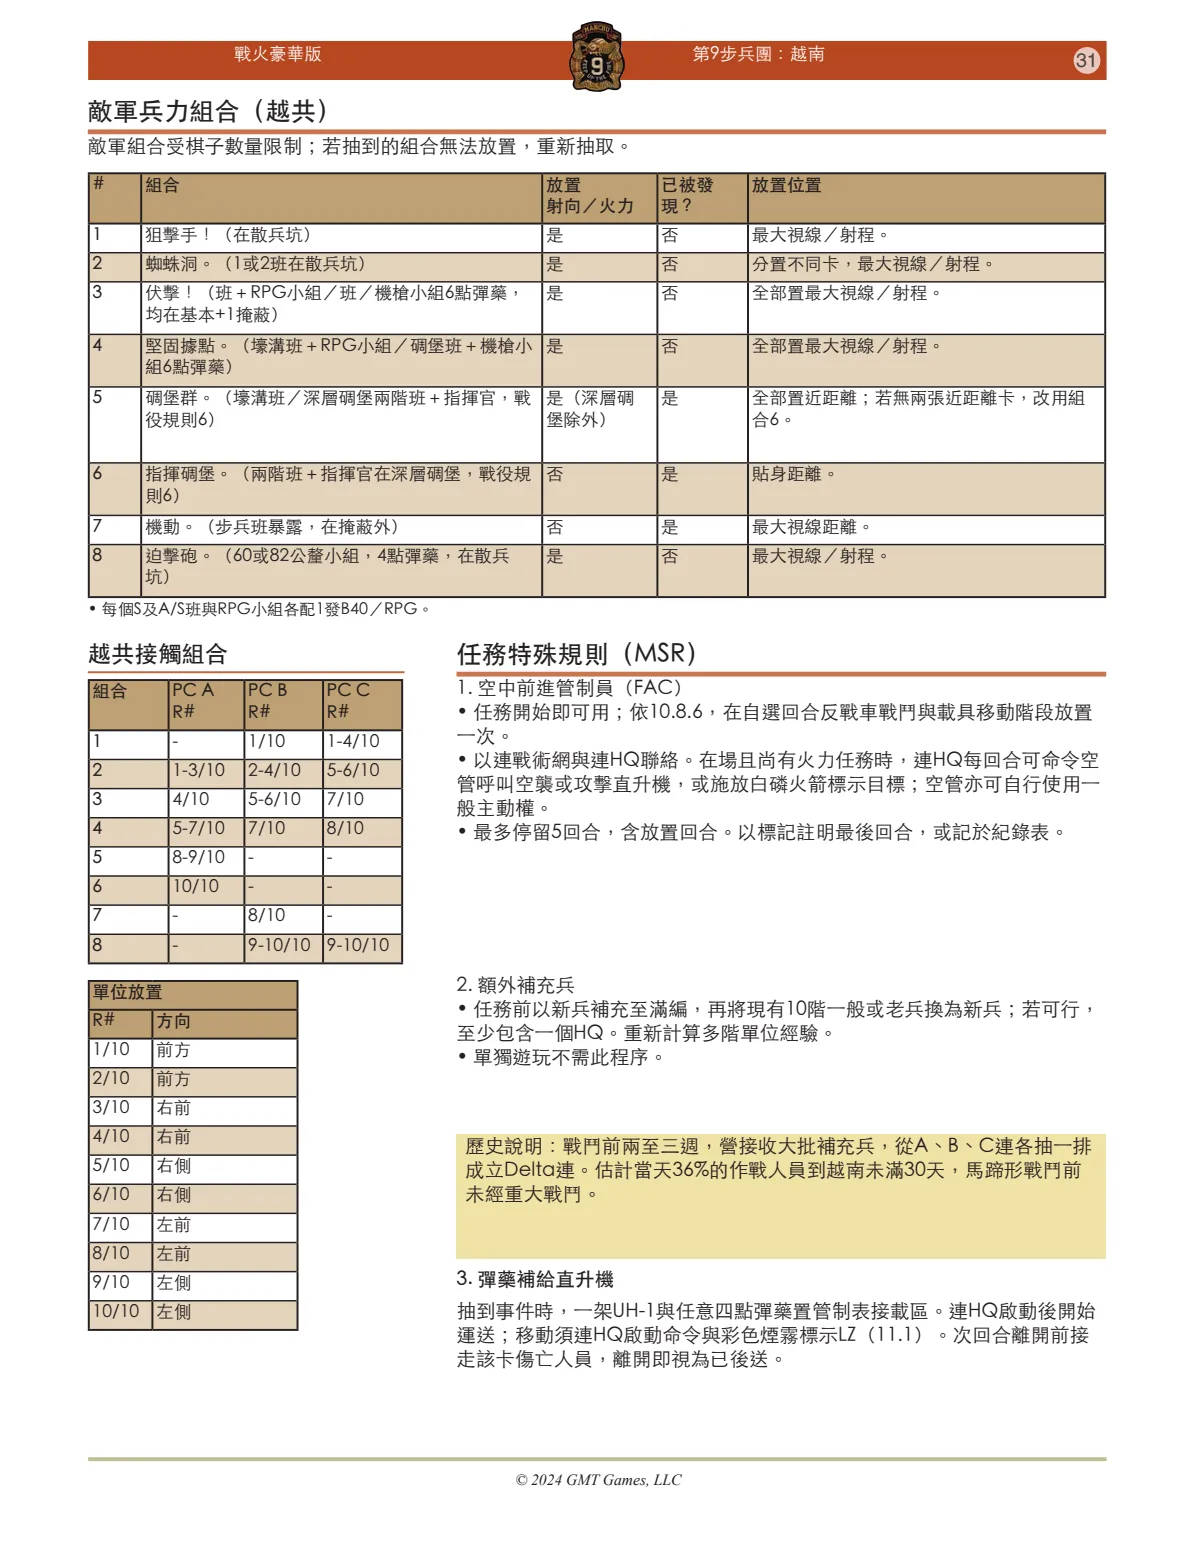 戰火豪華版
第9步兵團：越南
31
MANCHU
9
敵軍兵力組合（越共）
敵軍組合受棋子數量限制；若抽到的組合無法放置，重新抽取。
# 組合 放置 已被發 放置位置
射向／火力 現？
1 狙擊手！（在散兵坑） 是 否 最大視線／射程。
2 蜘蛛洞。（1或2班在散兵坑） 是 否 分置不同卡，最大視線／射程。
3 伏擊！（班＋RPG小組／班／機槍小組6點彈藥， 是 否 全部置最大視線／射程。
均在基本+1掩蔽）
4 堅固據點。（壕溝班＋RPG小組／碉堡班＋機槍小 是 否 全部置最大視線／射程。
組6點彈藥）
5 碉堡群。（壕溝班／深層碉堡兩階班＋指揮官，戰 是（深層碉 是 全部置近距離；若無兩張近距離卡，改用組
役規則6） 堡除外） 合6。
6 指揮碉堡。（兩階班＋指揮官在深層碉堡，戰役規 否 是 貼身距離。
則6）
7 機動。（步兵班暴露，在掩蔽外） 否 是 最大視線距離。
8 迫擊砲。（60或82公釐小組，4點彈藥，在散兵 是 否 最大視線／射程。
坑）
• 每個S及A/S班與RPG小組各配1發B40／RPG。
越共接觸組合
組合 PC A PC B PC C
R# R# R#
1 - 1/10 1-4/10
2 1-3/10 2-4/10 5-6/10
3 4/10 5-6/10 7/10
4 5-7/10 7/10 8/10
5 8-9/10 - -
6 10/10 - -
7 - 8/10 -
8 - 9-10/10 9-10/10
單位放置
R# 方向
1/10 前方
2/10 前方
3/10 右前
4/10 右前
5/10 右側
6/10 右側
7/10 左前
8/10 左前
9/10 左側
10/10 左側
任務特殊規則（MSR）
1. 空中前進管制員（FAC）
• 任務開始即可用；依10.8.6，在自選回合反戰車戰鬥與載具移動階段放置
一次。
• 以連戰術網與連HQ聯絡。在場且尚有火力任務時，連HQ每回合可命令空
管呼叫空襲或攻擊直升機，或施放白磷火箭標示目標；空管亦可自行使用一
般主動權。
• 最多停留5回合，含放置回合。以標記註明最後回合，或記於紀錄表。
2. 額外補充兵
• 任務前以新兵補充至滿編，再將現有10階一般或老兵換為新兵；若可行，
至少包含一個HQ。重新計算多階單位經驗。
• 單獨遊玩不需此程序。
歷史說明：戰鬥前兩至三週，營接收大批補充兵，從A、B、C連各抽一排
成立Delta連。估計當天36%的作戰人員到越南未滿30天，馬蹄形戰鬥前
未經重大戰鬥。
3. 彈藥補給直升機
抽到事件時，一架UH-1與任意四點彈藥置管制表接載區。連HQ啟動後開始
運送；移動須連HQ啟動命令與彩色煙霧標示LZ（11.1）。次回合離開前接
走該卡傷亡人員，離開即視為已後送。
© 2024 GMT Games, LLC